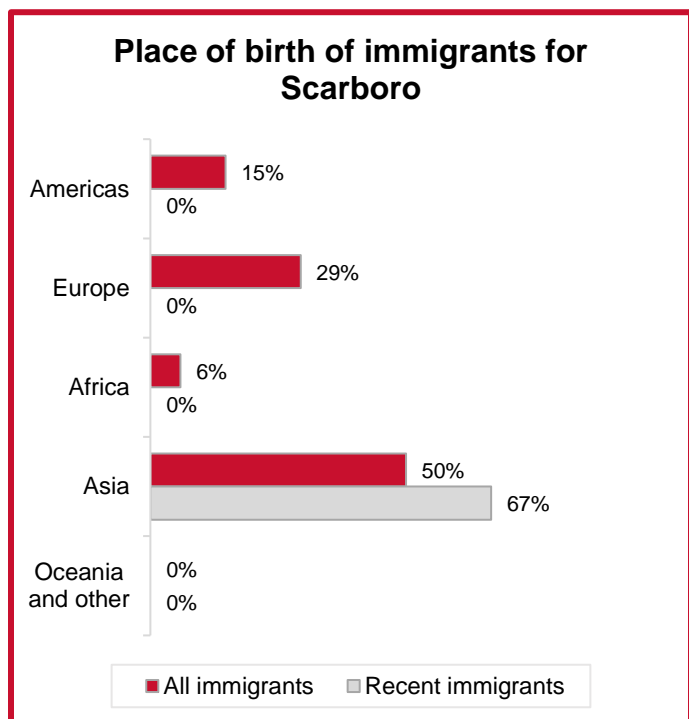 Place of birth of immigrants for
Scarboro
Americas
15%
0%
Europe
29%
0%
Africa
6%
0%
Asia
50%
67%
Oceania
and other
0%
0%
All immigrants
Recent immigrants